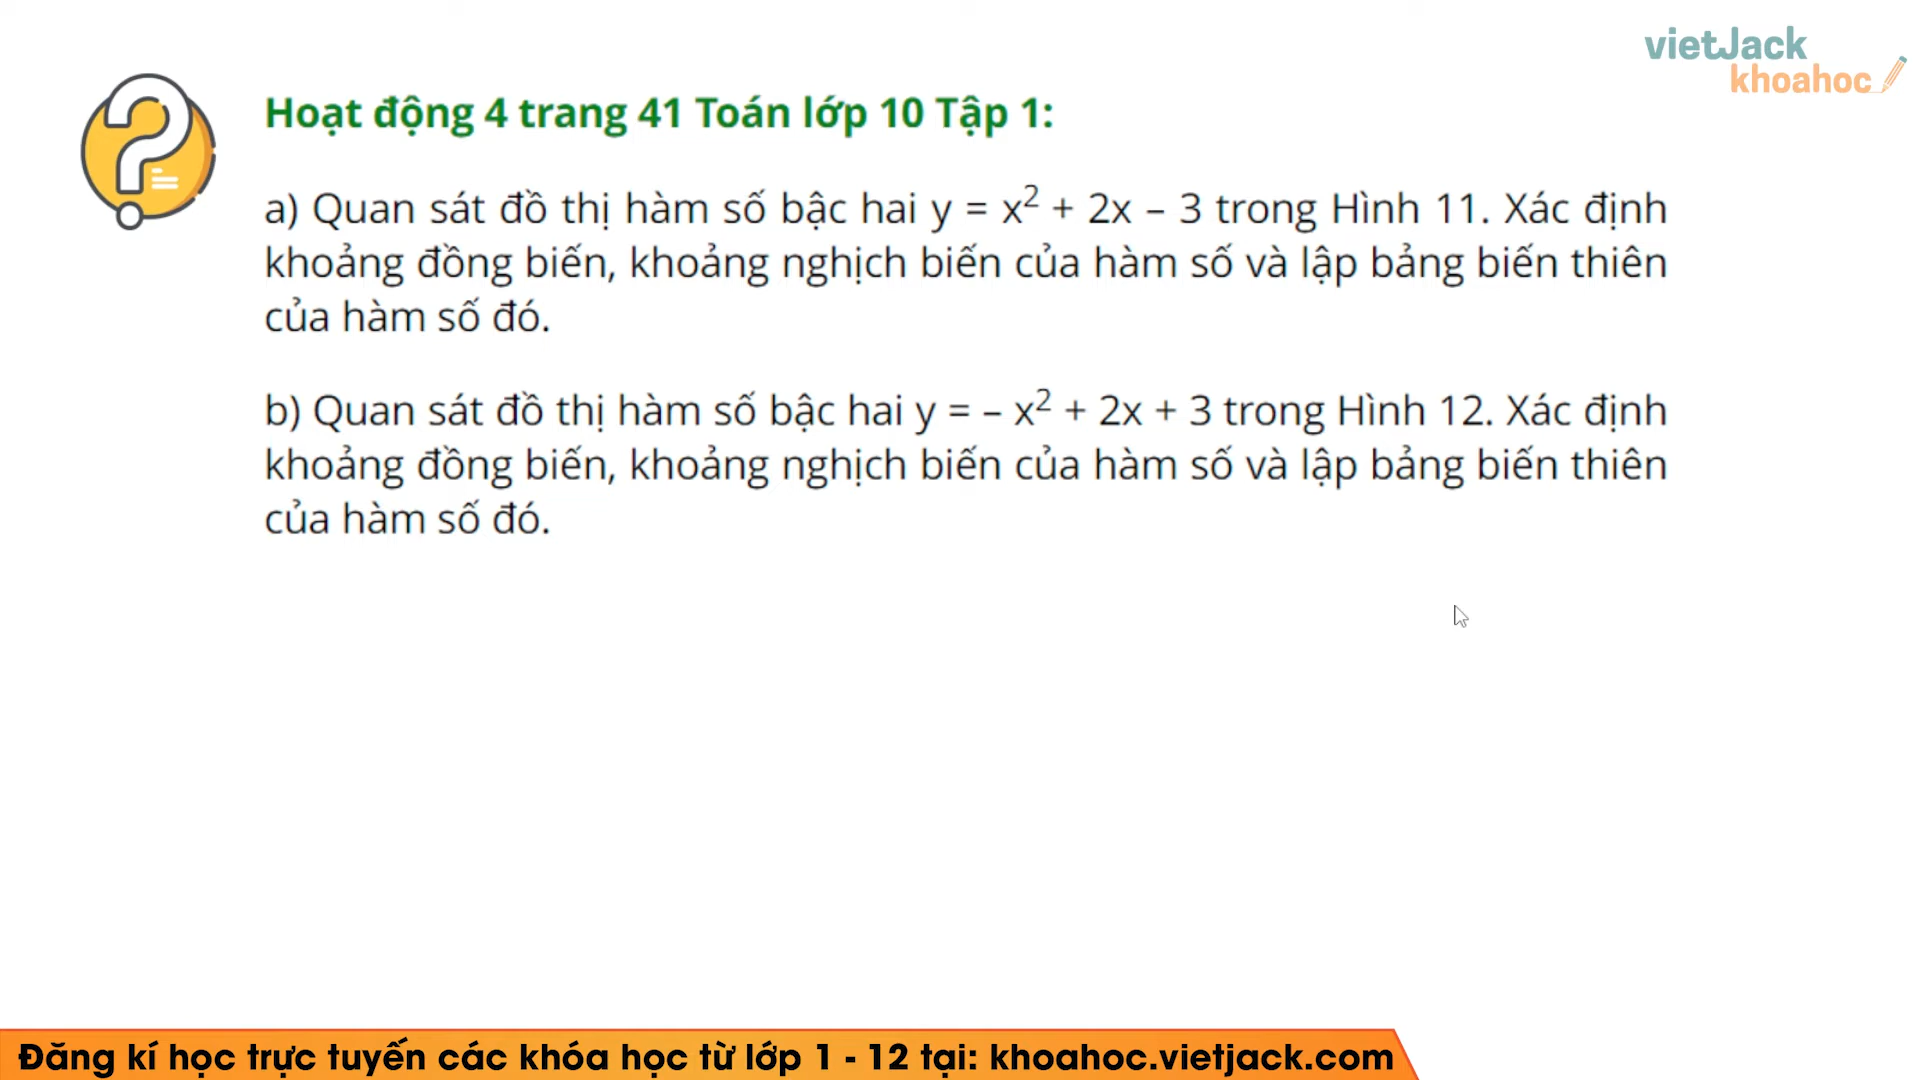 vietJack
khoahoc
Hoạt động 4 trang 41 Toán lớp 10 Tập 1:
a) Quan sát đồ thị hàm số bậc hai y = x² + 2x – 3 trong Hình 11. Xác định
khoảng đồng biến, khoảng nghịch biến của hàm số và lập bảng biến thiên
của hàm số đó.
b) Quan sát đồ thị hàm số bậc hai y = – x² + 2x + 3 trong Hình 12. Xác định
khoảng đồng biến, khoảng nghịch biến của hàm số và lập bảng biến thiên
của hàm số đó.
Đăng kí học trực tuyến các khóa học từ lớp 1 - 12 tại: khoahoc.vietjack.com